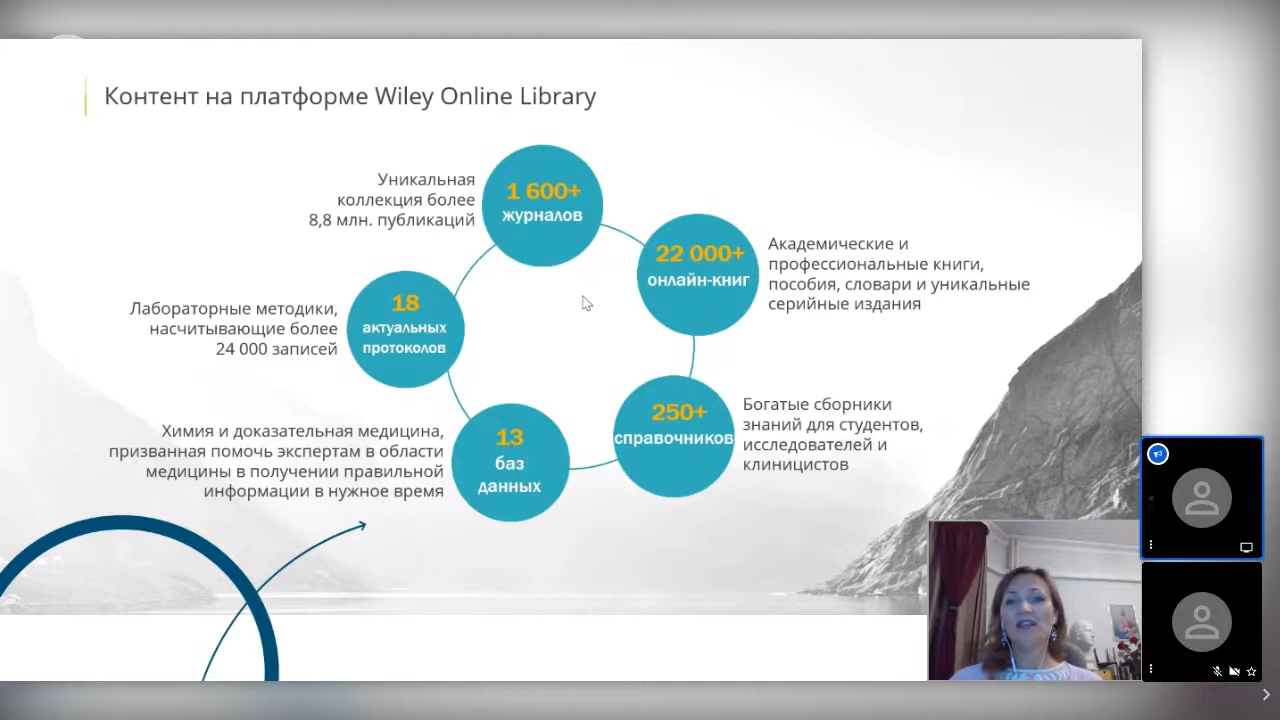 Контент на платформе Wiley Online Library
Уникальная
коллекция более
8,8 млн. публикаций
1 600+
журналов
22 000+
онлайн-книг
Академические и
профессиональные книги,
пособия, словари и уникальные
серийные издания
Лабораторные методики,
насчитывающие более
24 000 записей
18
актуальных
протоколов
250+
справочников
Богатые сборники
знаний для студентов,
исследователей и
клиницистов
Химия и доказательная медицина,
призванная помочь экспертам в области
медицины в получении правильной
информации в нужное время
13
баз
данных